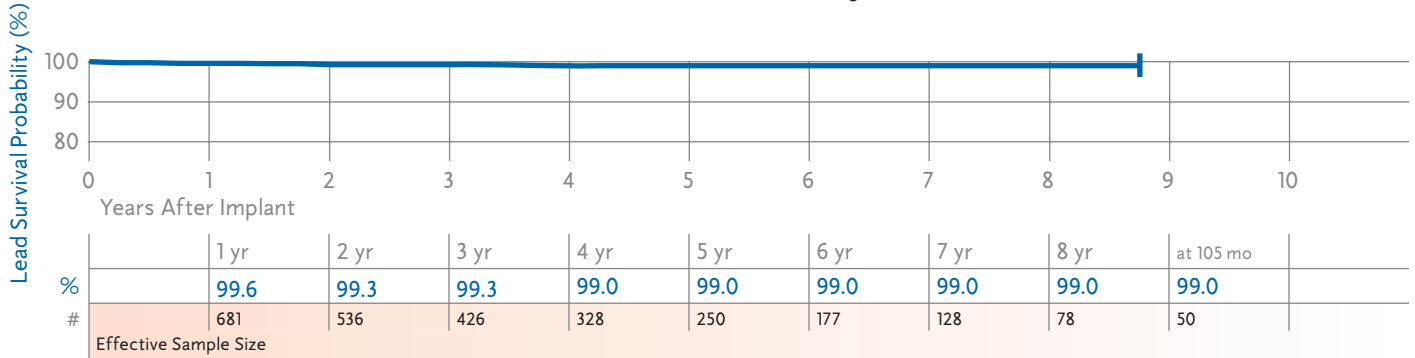 Lead Survival Probability (%)
100
90
80
0 1 2 3 4 5 6 7 8 9 10
Years After Implant
1 yr 2 yr 3 yr 4 yr 5 yr 6 yr 7 yr 8 yr at 105 mo
% 99.6 99.3 99.3 99.0 99.0 99.0 99.0 99.0 99.0
# 681 536 426 328 250 177 128 78 50
Effective Sample Size